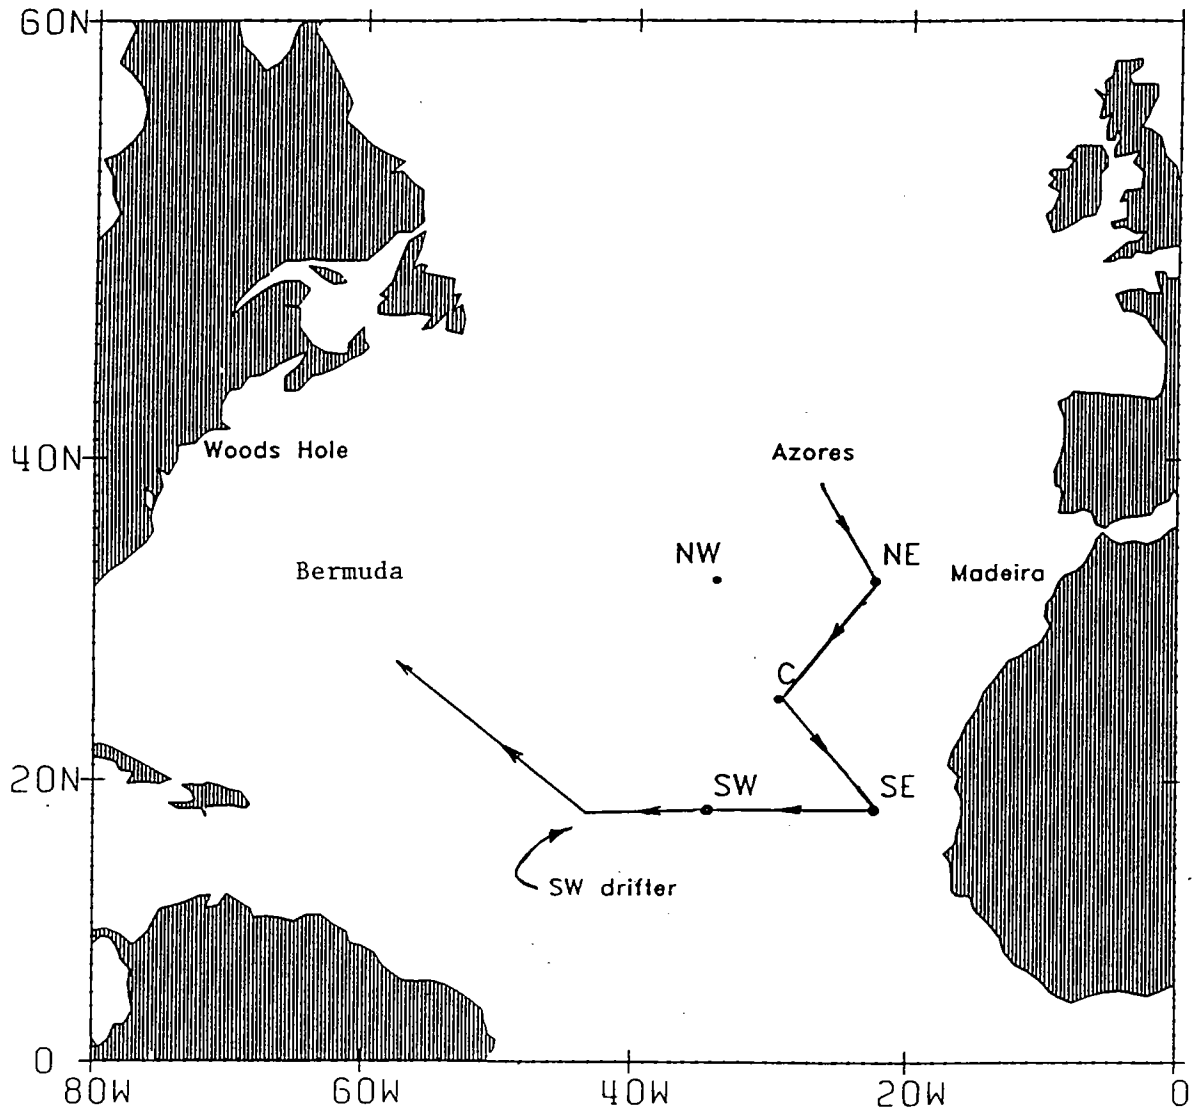 60N
Woods Hole
Azores
40N
NW
NE
Bermuda
Madeira
C
20N
SW
SE
SW drifter
0
80W
60W
40W
20W
0